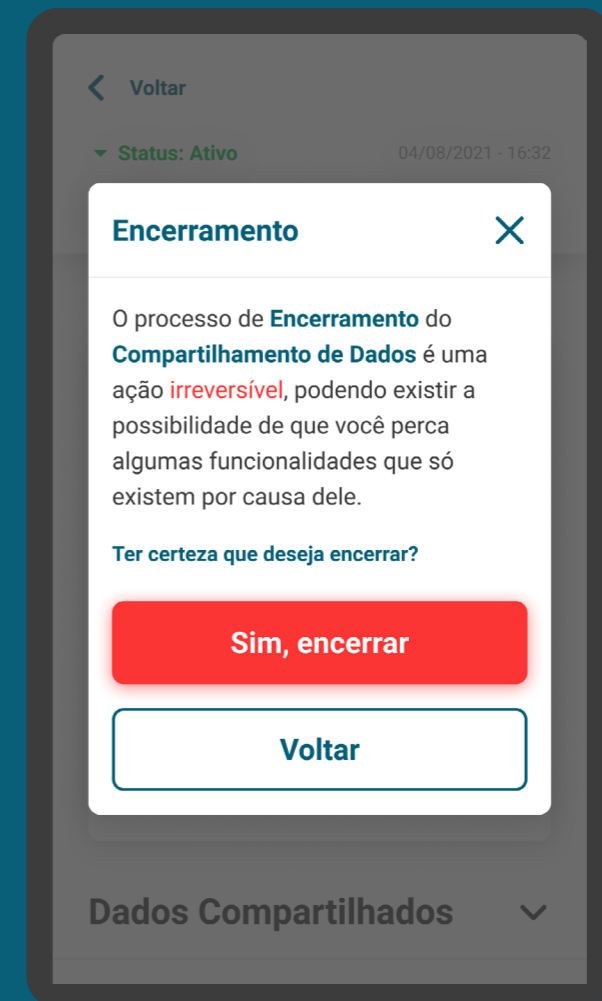 Voltar
Status: Ativo 04/08/2021 - 16:32
Encerramento
O processo de Encerramento do
Compartilhamento de Dados é uma
ação irreversível, podendo existir a
possibilidade de que você perca
algumas funcionalidades que só
existem por causa dele.
Ter certeza que deseja encerrar?
Sim, encerrar
Voltar
Dados Compartilhados